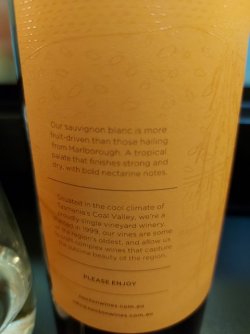 Our sauvignon blanc is more
fruit-driven than those hailing
from Marlborough. A tropical
palate that finishes strong and
dry, with bold nectarine notes.
Situated in the cool climate of
Tasmania's Coal Valley, we're a
proudly single vineyard winery.
in 1999, our vines are some
region's oldest, and allow us
complex wines that capture
beauty of the region.
PLEASE ENJOY